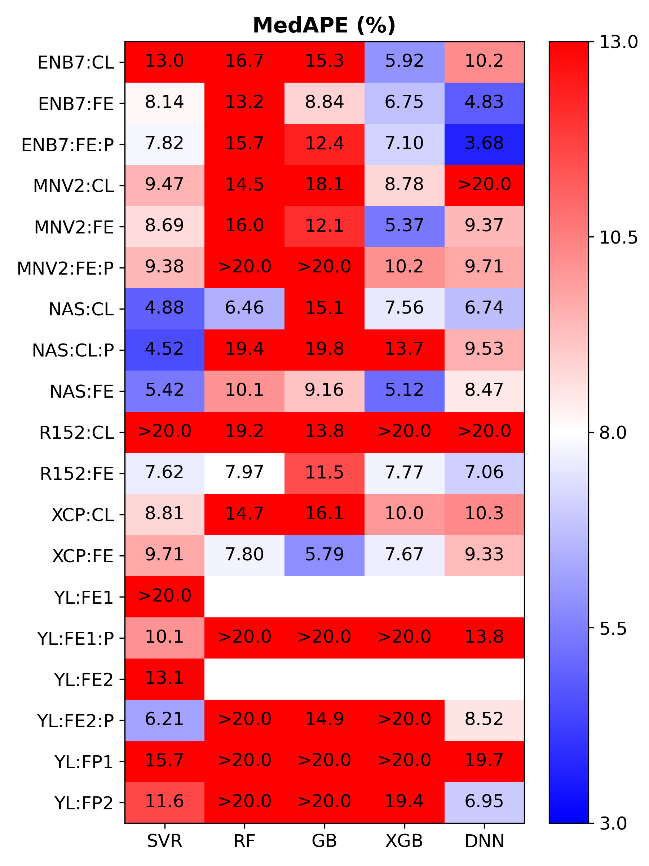 MedAPE (%)
ENB7:CL 13.0 16.7 15.3 5.92 10.2
ENB7:FE 8.14 13.2 8.84 6.75 4.83
ENB7:FE:P 7.82 15.7 12.4 7.10 3.68
MNV2:CL 9.47 14.5 18.1 8.78 >20.0
MNV2:FE 8.69 16.0 12.1 5.37 9.37
MNV2:FE:P 9.38 >20.0 >20.0 10.2 9.71
NAS:CL 4.88 6.46 15.1 7.56 6.74
NAS:CL:P 4.52 19.4 19.8 13.7 9.53
NAS:FE 5.42 10.1 9.16 5.12 8.47
R152:CL >20.0 19.2 13.8 >20.0 >20.0
R152:FE 7.62 7.97 11.5 7.77 7.06
XCP:CL 8.81 14.7 16.1 10.0 10.3
XCP:FE 9.71 7.80 5.79 7.67 9.33
YL:FE1 >20.0
YL:FE1:P 10.1 >20.0 >20.0 >20.0 13.8
YL:FE2 13.1
YL:FE2:P 6.21 >20.0 14.9 >20.0 8.52
YL:FP1 15.7 >20.0 >20.0 >20.0 19.7
YL:FP2 11.6 >20.0 >20.0 19.4 6.95
SVR RF GB XGB DNN
13.0
10.5
8.0
5.5
3.0